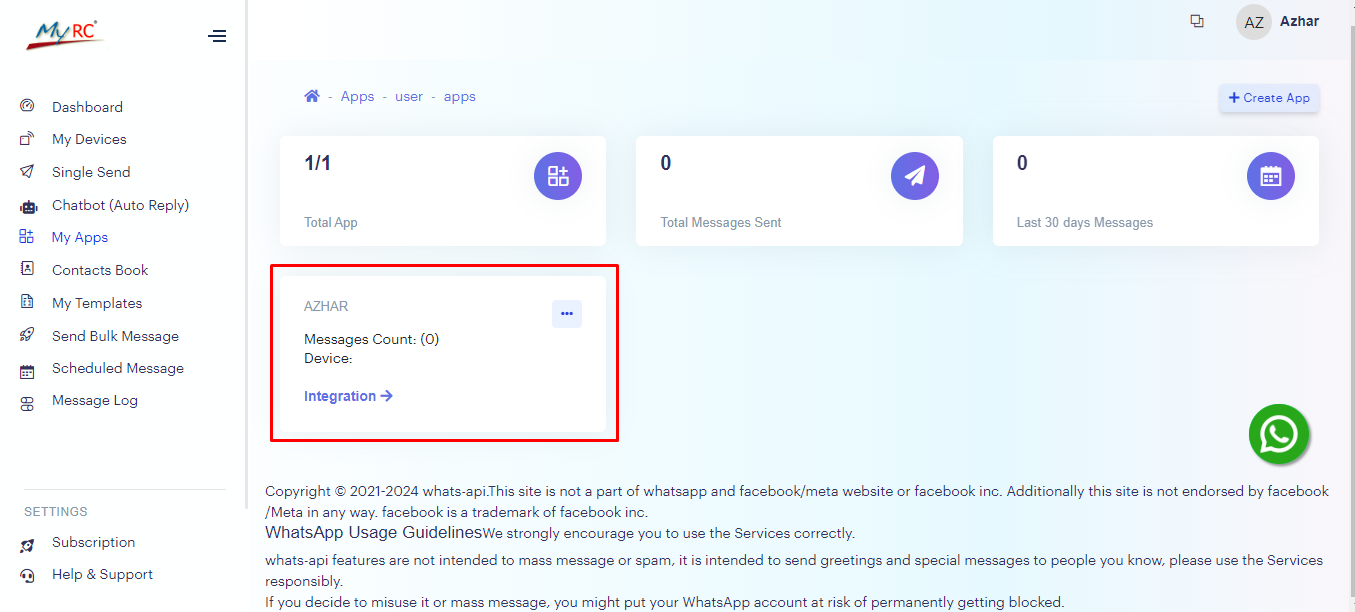 MyRC
AZ
Azhar
Dashboard
My Devices
Single Send
Chatbot (Auto Reply)
My Apps
Contacts Book
My Templates
Send Bulk Message
Scheduled Message
Message Log
SETTINGS
Subscription
Help & Support
- Apps - user - apps
+ Create App
1/1
Total App
0
Total Messages Sent
0
Last 30 days Messages
AZHAR
Messages Count: (0)
Device:
Integration →
Copyright © 2021-2024 whats-api.This site is not a part of whatsapp and facebook/meta website or facebook inc. Additionally this site is not endorsed by facebook
/Meta in any way. facebook is a trademark of facebook inc.
WhatsApp Usage GuidelinesWe strongly encourage you to use the Services correctly.
whats-api features are not intended to mass message or spam, it is intended to send greetings and special messages to people you know, please use the Services
responsibly.
If you decide to misuse it or mass message, you might put your WhatsApp account at risk of permanently getting blocked.